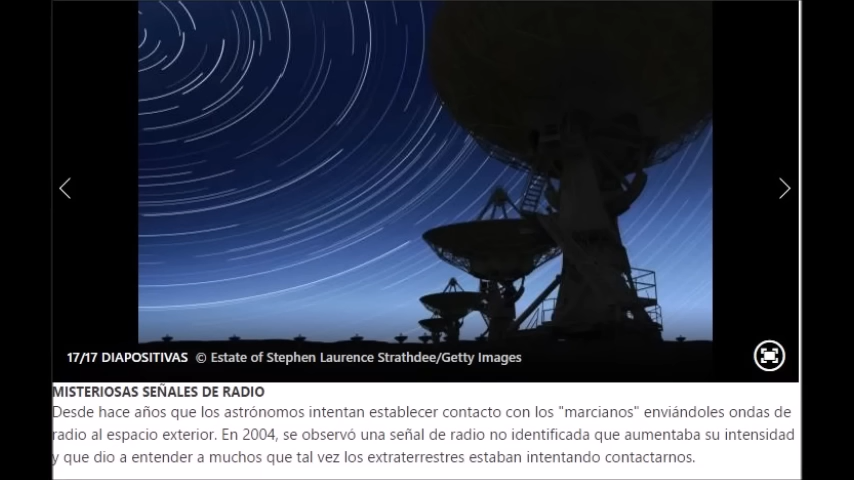 17/17 DIAPOSITIVAS © Estate of Stephen Laurence Strathdee/Getty Images
MISTERIOSAS SEÑALES DE RADIO
Desde hace años que los astrónomos intentan establecer contacto con los "marcianos" enviándoles ondas de
radio al espacio exterior. En 2004, se observó una señal de radio no identificada que aumentaba su intensidad
y que dio a entender a muchos que tal vez los extraterrestres estaban intentando contactarnos.